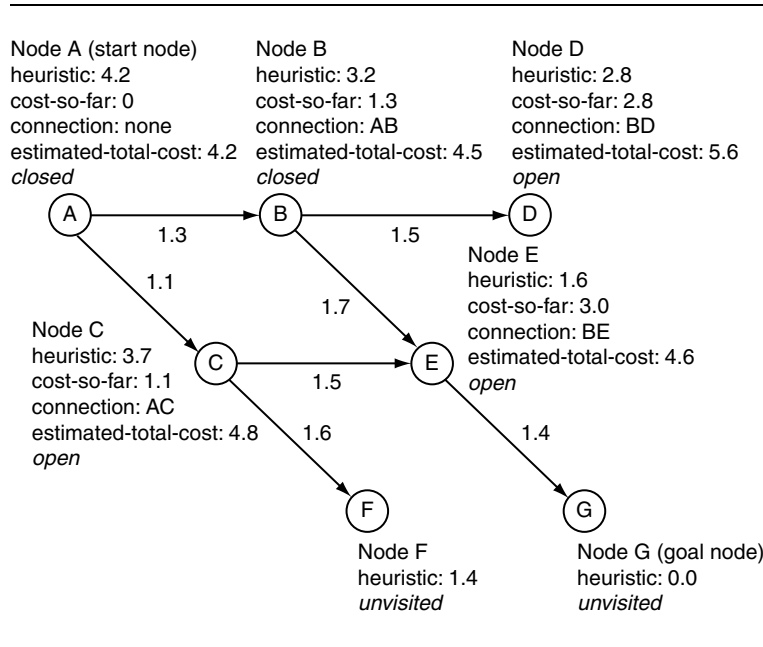 Node A (start node)
heuristic: 4.2
cost-so-far: 0
connection: none
estimated-total-cost: 4.2
closed
Node B
heuristic: 3.2
cost-so-far: 1.3
connection: AB
estimated-total-cost: 4.5
closed
Node D
heuristic: 2.8
cost-so-far: 2.8
connection: BD
estimated-total-cost: 5.6
open
A
B
D
1.3
1.5
1.1
1.7
Node E
heuristic: 1.6
cost-so-far: 3.0
connection: BE
estimated-total-cost: 4.6
open
Node C
heuristic: 3.7
cost-so-far: 1.1
connection: AC
estimated-total-cost: 4.8
open
C
E
1.5
1.6
1.4
F
G
Node F
heuristic: 1.4
unvisited
Node G (goal node)
heuristic: 0.0
unvisited